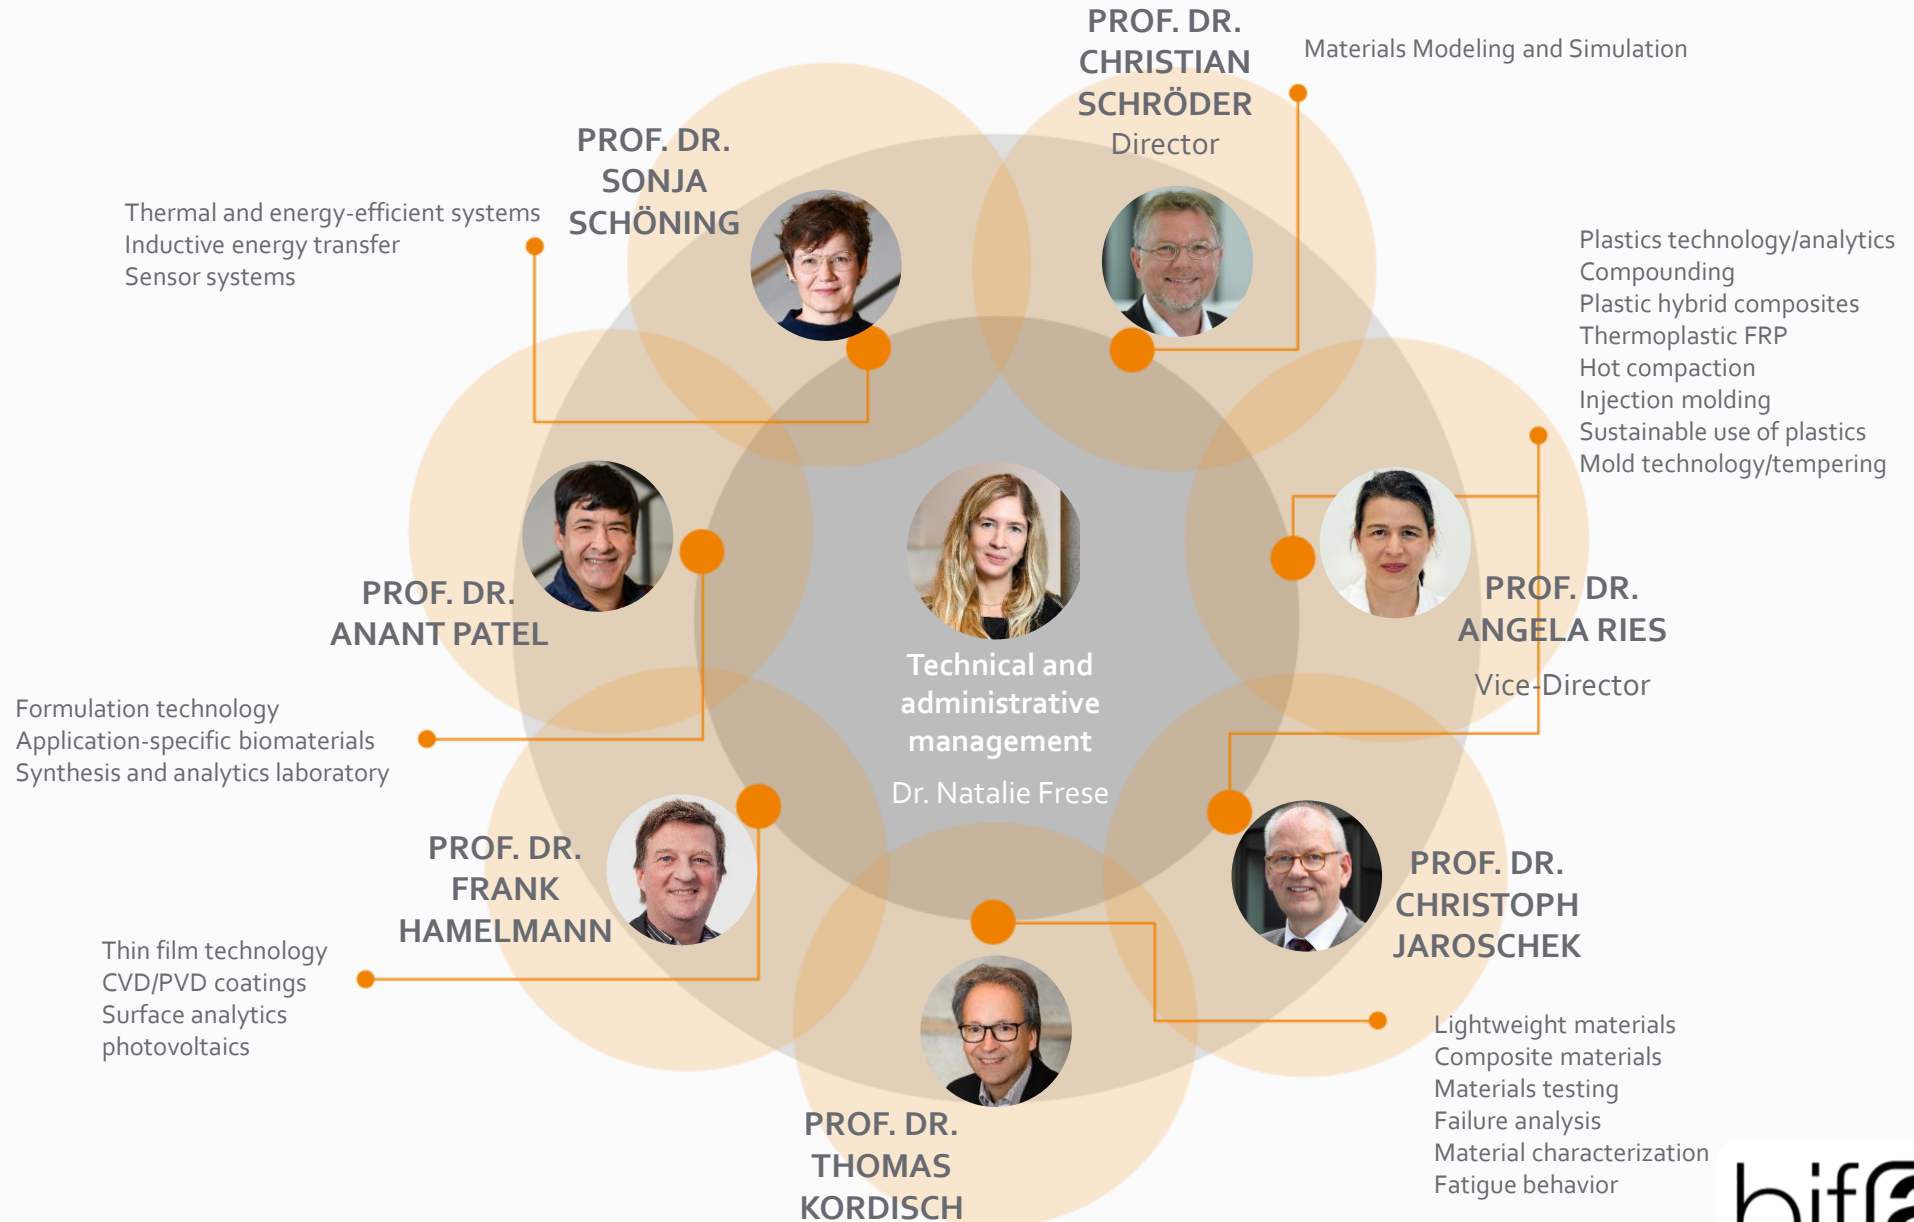 PROF. DR.
CHRISTIAN
SCHRÖDER
Director
Materials Modeling and Simulation
PROF. DR.
SONJA
SCHÖNING
Thermal and energy-efficient systems
Inductive energy transfer
Sensor systems
Plastics technology/analytics
Compounding
Plastic hybrid composites
Thermoplastic FRP
Hot compaction
Injection molding
Sustainable use of plastics
Mold technology/tempering
PROF. DR.
ANANT PATEL
Technical and
administrative
management
Dr. Natalie Frese
PROF. DR.
ANGELA RIES
Vice-Director
Formulation technology
Application-specific biomaterials
Synthesis and analytics laboratory
PROF. DR.
FRANK
HAMELMANN
PROF. DR.
CHRISTOPH
JAROSCHEK
Thin film technology
CVD/PVD coatings
Surface analytics
photovoltaics
PROF. DR.
THOMAS
KORDISCH
Lightweight materials
Composite materials
Materials testing
Failure analysis
Material characterization
Fatigue behavior